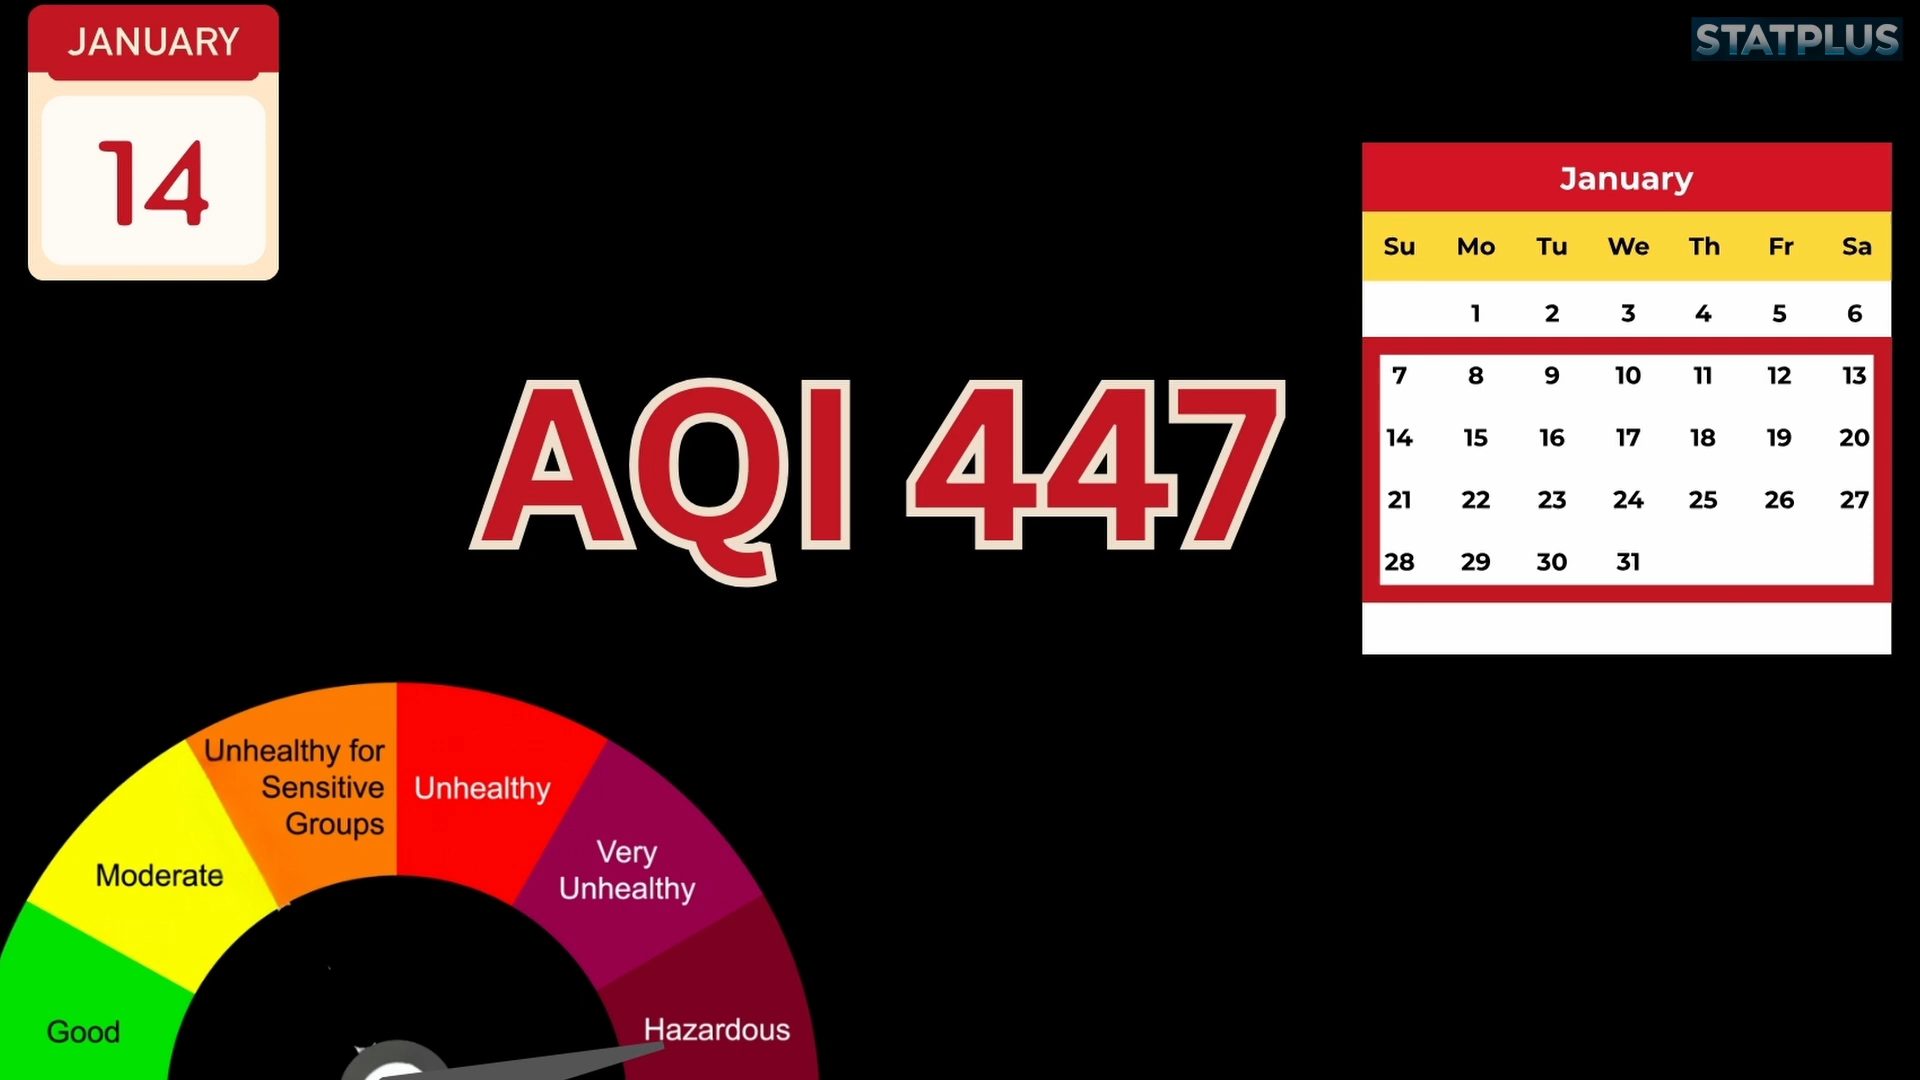 JANUARY
14
STATPLUS
January
Su Mo Tu We Th Fr Sa
1 2 3 4 5 6
7 8 9 10 11 12 13
14 15 16 17 18 19 20
21 22 23 24 25 26 27
28 29 30 31
AQI 447
Good
Moderate
Unhealthy for
Sensitive
Groups
Unhealthy
Very
Unhealthy
Hazardous